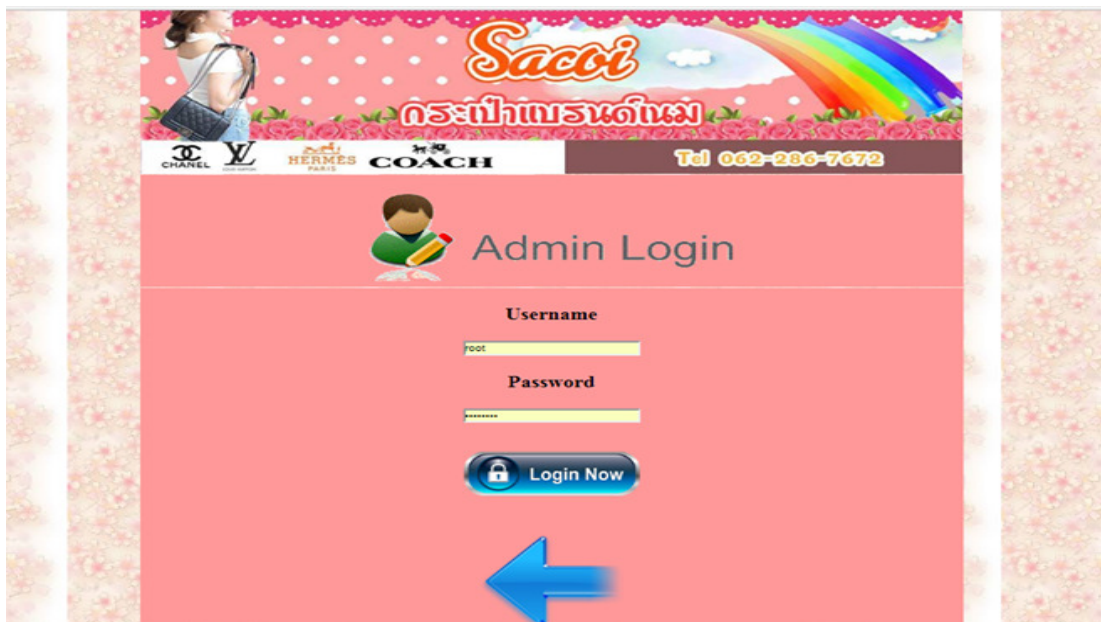 Sacoi
กระเป๋าแบรนด์เนม
CHANEL HERMES PARIS COACH Tel 062-286-7672
Admin Login
Username
root
Password
Login Now